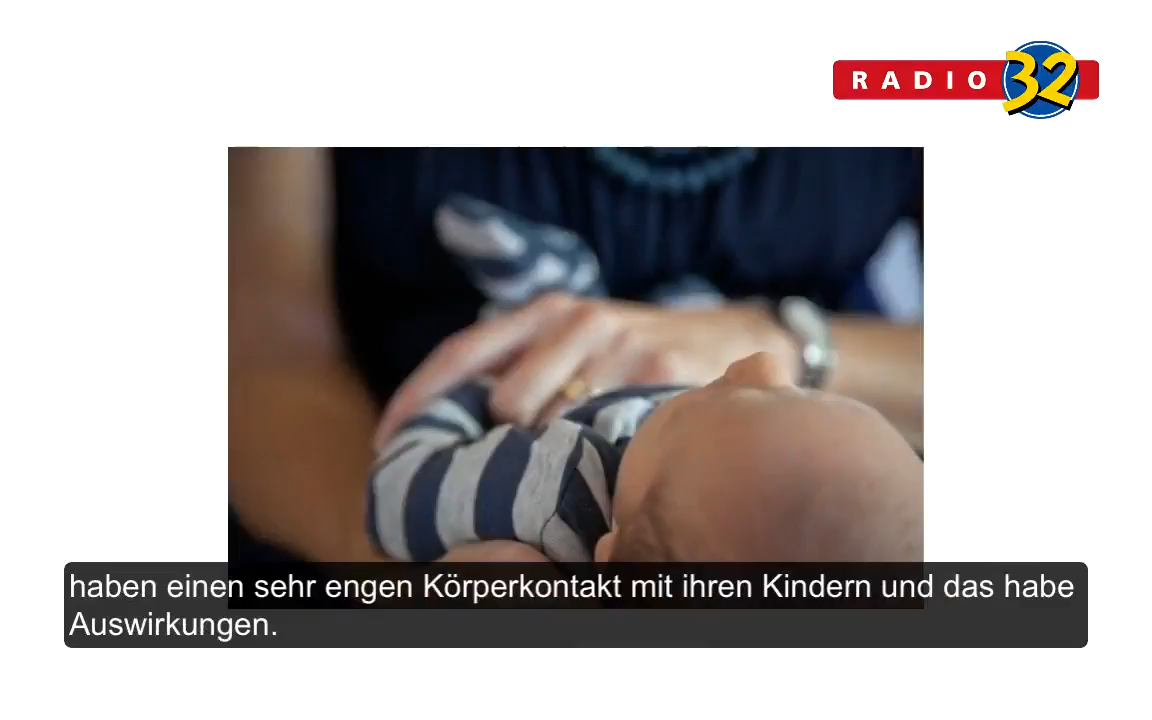 RADIO 32
haben einen sehr engen Körperkontakt mit ihren Kindern und das habe
Auswirkungen.